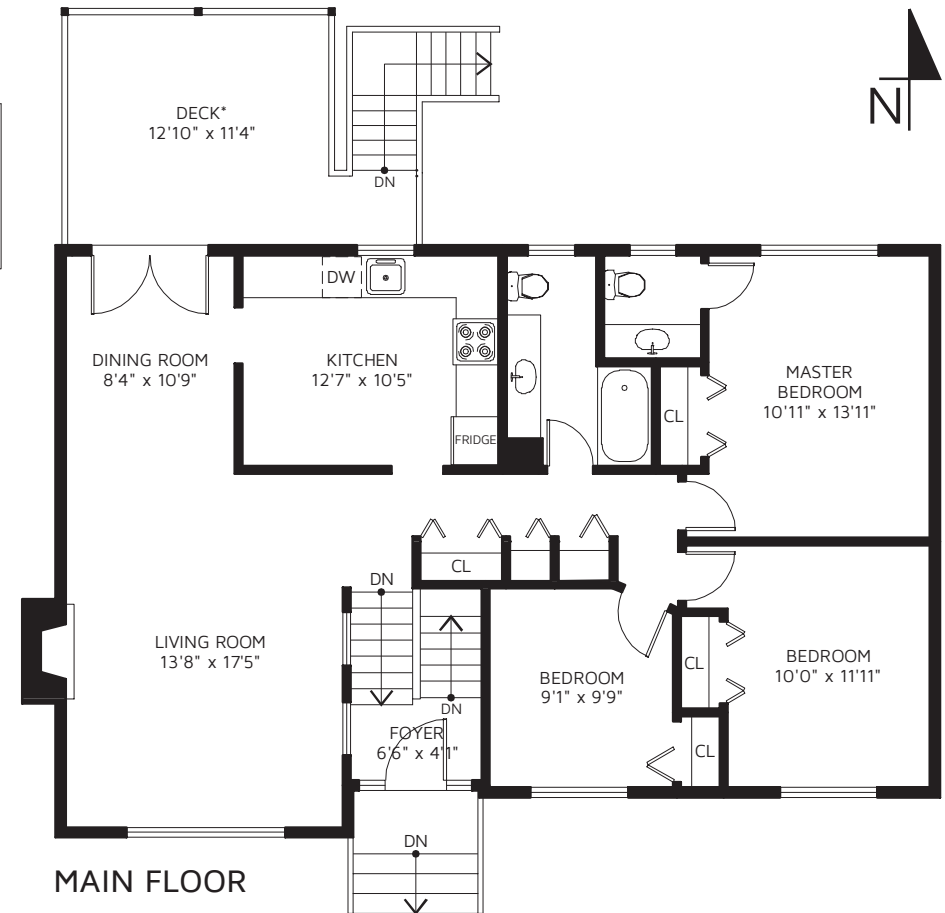 N
DECK*
12'10" x 11'4"
DN
DW
DINING ROOM
8'4" x 10'9"
KITCHEN
12'7" x 10'5"
FRIDGE
CL
MASTER
BEDROOM
10'11" x 13'11"
CL
DN
LIVING ROOM
13'8" x 17'5"
DN
FOYER
6'6" x 4'1"
BEDROOM
9'1" x 9'9"
CL
BEDROOM
10'0" x 11'11"
CL
DN
MAIN FLOOR